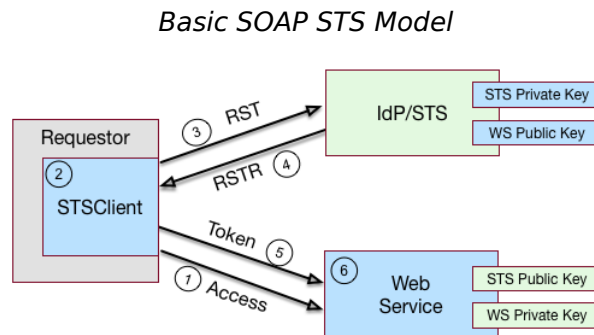 Basic SOAP STS Model
STS Private Key
IdP/STS
WS Public Key
3 RST
Requestor
RSTR 4
2
STSClient
Token 5
6
Web
Service
1 Access
STS Public Key
WS Private Key